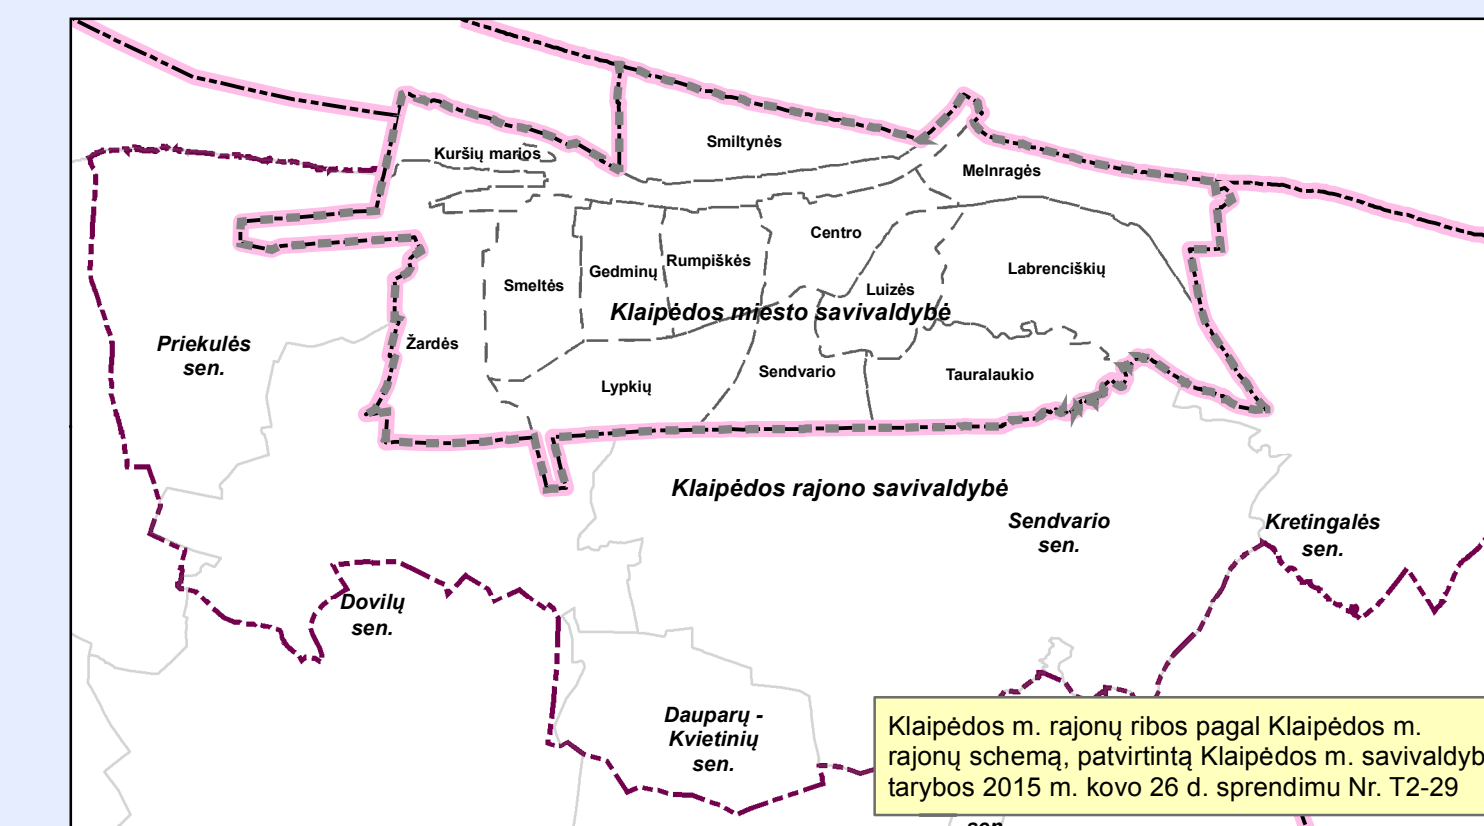 Smiltynės
Kuršių marios
Melnragės
Centro
Rumpiškės
Labrenciškių
Gedminų
Smeltės
Luizės
Klaipėdos miesto savivaldybė
Žardės
Priekulės
sen.
Sendvario
Tauralaukio
Lypkių
Klaipėdos rajono savivaldybė
Sendvario
sen.
Kretingalės
sen.
Dovilų
sen.
Dauparų -
Kvietinių
sen.
Klaipėdos m. rajonų ribos pagal Klaipėdos m.
rajonų schemą, patvirtintą Klaipėdos m. savivaldyb
tarybos 2015 m. kovo 26 d. sprendimu Nr. T2-29